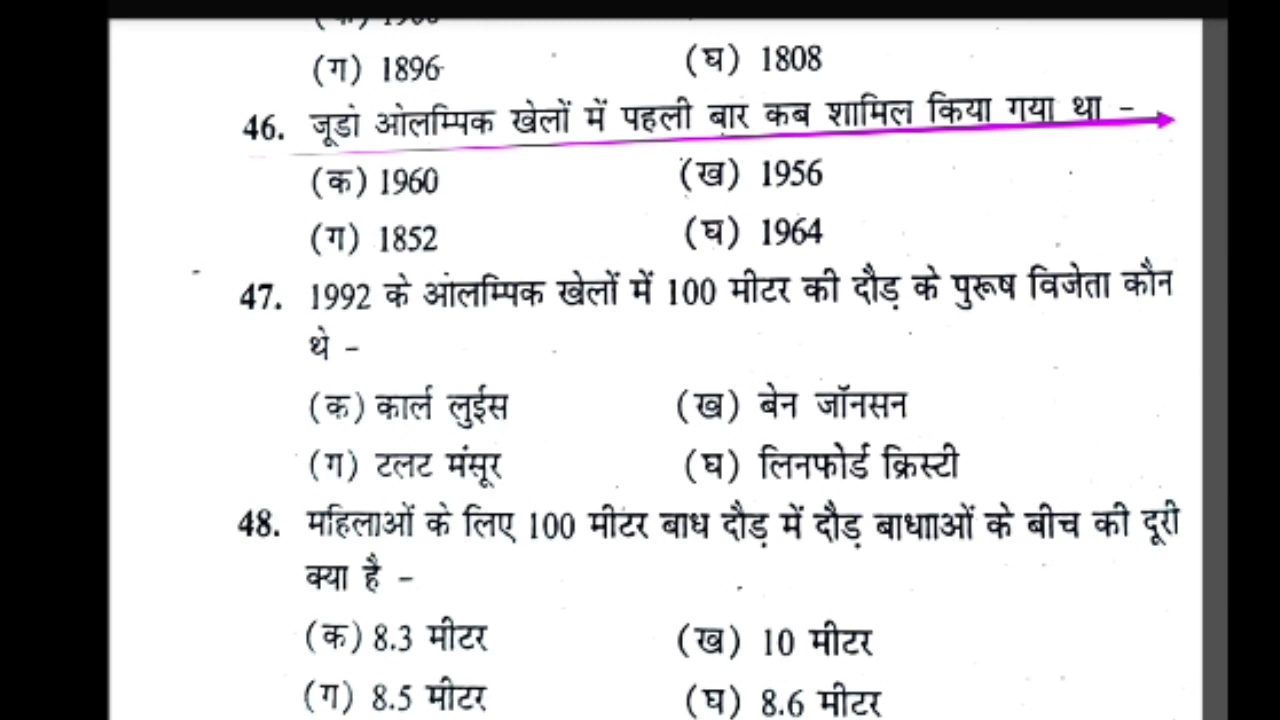 (ग) 1896 (घ) 1808
46. जूडो ओलम्पिक खेलों में पहली बार कब शामिल किया गया था -
(क) 1960 (ख) 1956
(ग) 1852 (घ) 1964
47. 1992 के ओलम्पिक खेलों में 100 मीटर की दौड़ के पुरूष विजेता कौन
थे -
(क) कार्ल लुईस (ख) बेन जॉनसन
(ग) टलट मंसूर (घ) लिनफोर्ड क्रिस्टी
48. महिलाओं के लिए 100 मीटर बाध दौड़ में दौड़ बाधााओं के बीच की दूरी
क्या है -
(क) 8.3 मीटर (ख) 10 मीटर
(ग) 8.5 मीटर (घ) 8.6 मीटर